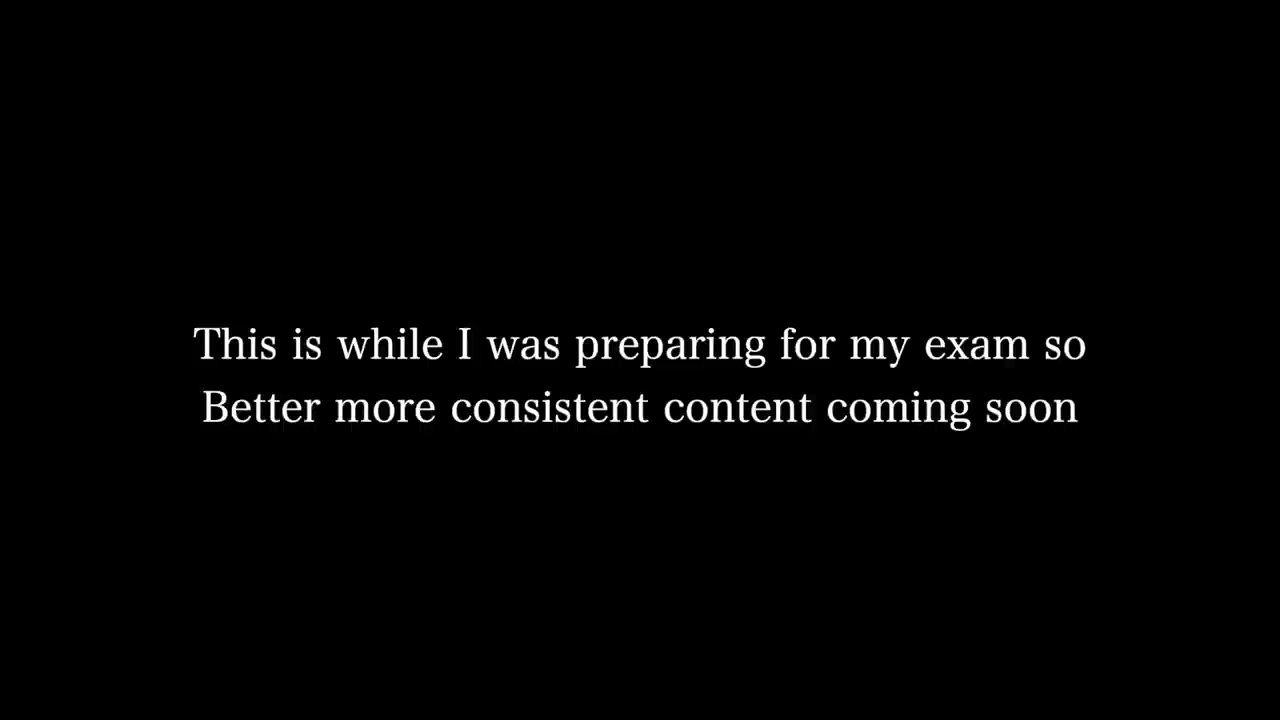 This is while I was preparing for my exam so
Better more consistent content coming soon